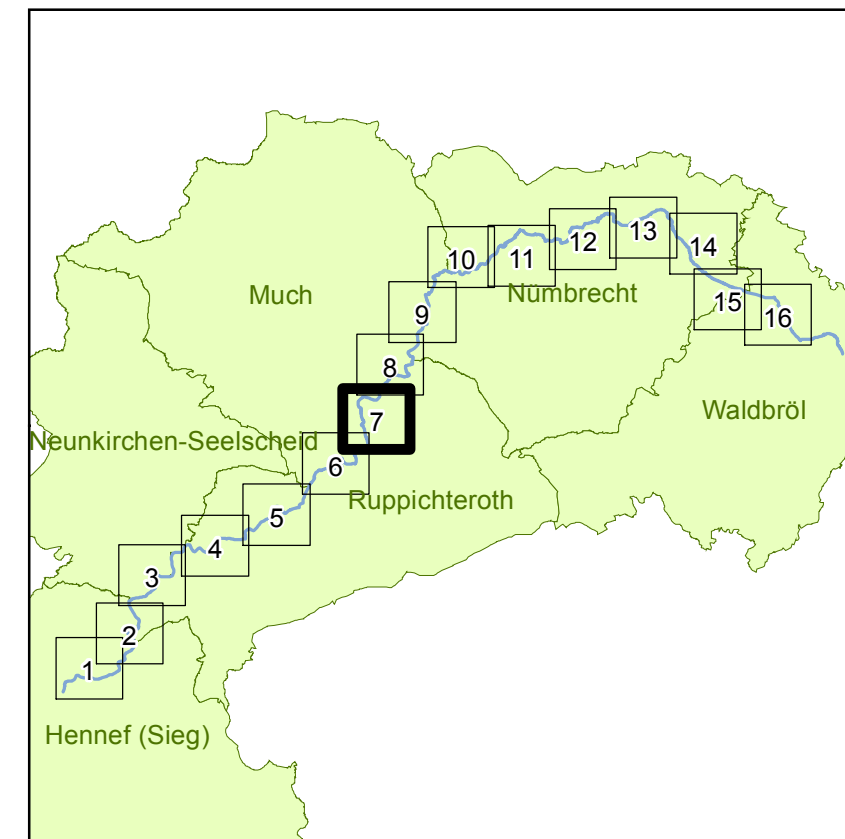 13
12
14
10
11
Much
Nümbrecht
15
9
16
8
Waldbröl
7
Neunkirchen-Seelscheid
6
Ruppichteroth
5
4
3
2
1
Hennef (Sieg)